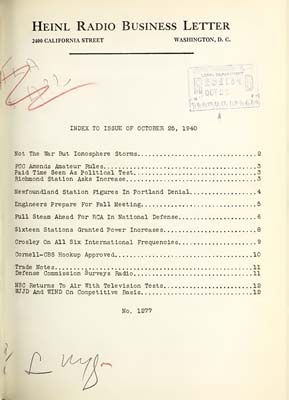 HEINL RADIO BUSINESS LETTER
2400 CALIFORNIA STREET WASHINGTON, D. C.
INDEX TO ISSUE OF OCTOBER 25, 1940
Not The War But Ionosphere Storms...2
FCC Amends Amateur Rules...3
Paid Time Seen As Political Test...3
Richmond Station Asks Increase...3
Newfoundland Station Figures In Portland Denial...4
Engineers Prepare For Fall Meeting...5
Full Steam Ahead For RCA In National Defense...6
Sixteen Stations Granted Power Increases...8
Crosley On All Six International Frequencies...9
Cornell-CBS Hookup Approved...10
Trade Notes...11
Defense Commission Surveys Radio...11
NBC Returns To Air With Television Tests...12
WJJD And WIND On Competitive Basis...12
No. 1277